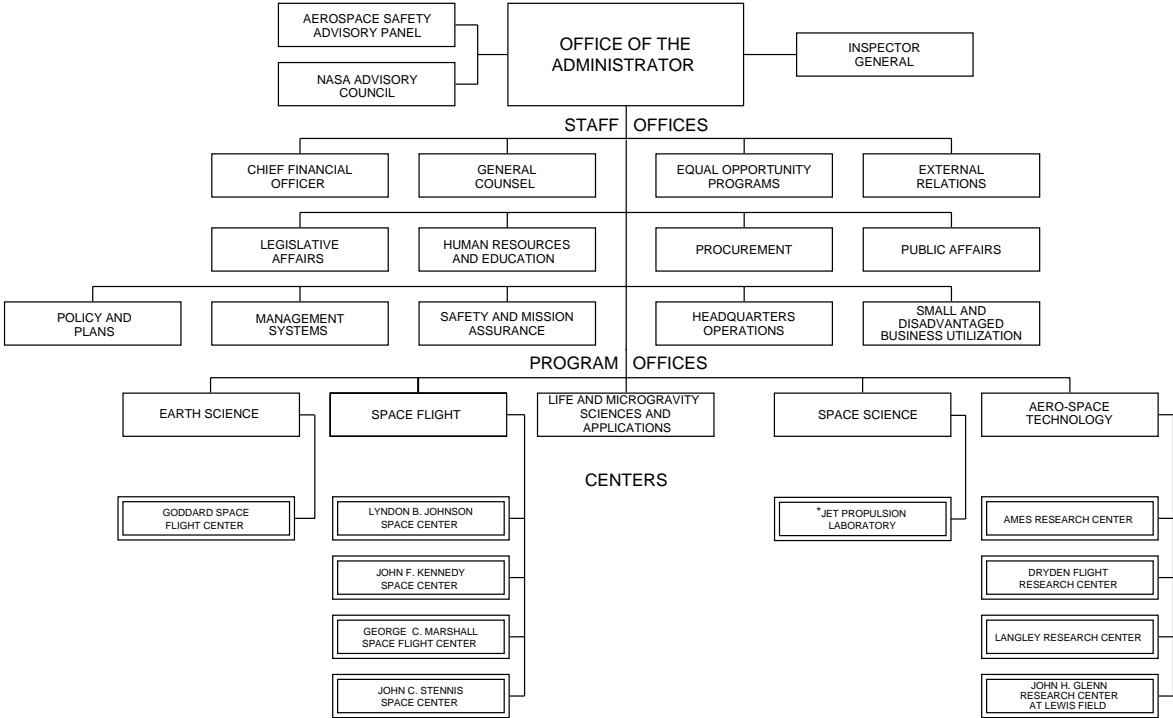 AEROSPACE SAFETY
ADVISORY PANEL
OFFICE OF THE
ADMINISTRATOR
INSPECTOR
GENERAL
NASA ADVISORY
COUNCIL
STAFF OFFICES
CHIEF FINANCIAL
OFFICER
GENERAL
COUNSEL
EQUAL OPPORTUNITY
PROGRAMS
EXTERNAL
RELATIONS
LEGISLATIVE
AFFAIRS
HUMAN RESOURCES
AND EDUCATION
PROCUREMENT
PUBLIC AFFAIRS
POLICY AND
PLANS
MANAGEMENT
SYSTEMS
SAFETY AND MISSION
ASSURANCE
HEADQUARTERS
OPERATIONS
SMALL AND
DISADVANTAGED
BUSINESS UTILIZATION
PROGRAM OFFICES
EARTH SCIENCE
SPACE FLIGHT
LIFE AND MICROGRAVITY
SCIENCES AND
APPLICATIONS
SPACE SCIENCE
AERO-SPACE
TECHNOLOGY
CENTERS
GODDARD SPACE
FLIGHT CENTER
LYNDON B. JOHNSON
SPACE CENTER
*JET PROPULSION
LABORATORY
AMES RESEARCH CENTER
JOHN F. KENNEDY
SPACE CENTER
DRYDEN FLIGHT
RESEARCH CENTER
GEORGE C. MARSHALL
SPACE FLIGHT CENTER
LANGLEY RESEARCH CENTER
JOHN C. STENNIS
SPACE CENTER
JOHN H. GLENN
RESEARCH CENTER
AT LEWIS FIELD